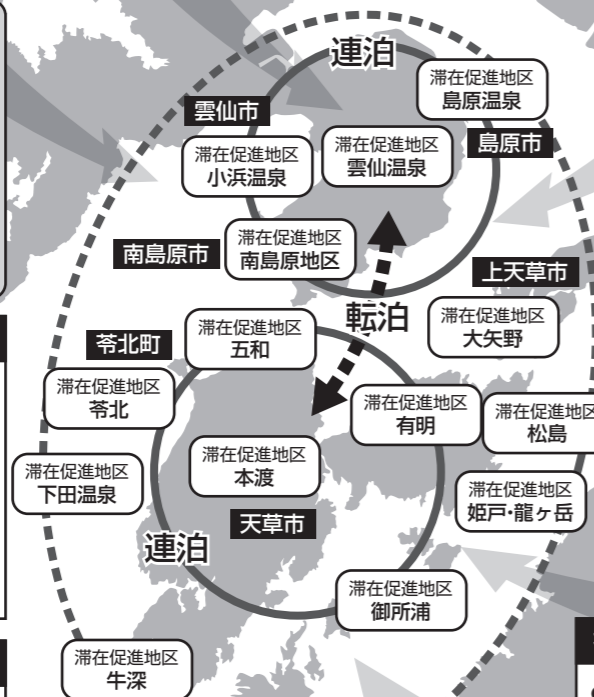 連泊
滞在促進地区
島原温泉
雲仙市
滞在促進地区
小浜温泉
滞在促進地区
雲仙温泉
島原市
南島原市
滞在促進地区
南島原地区
上天草市
転泊
滞在促進地区
大矢野
苓北町
滞在促進地区
五和
滞在促進地区
苓北
滞在促進地区
有明
滞在促進地区
松島
滞在促進地区
下田温泉
滞在促進地区
本渡
滞在促進地区
姫戸・龍ヶ岳
天草市
連泊
滞在促進地区
御所浦
滞在促進地区
牛深